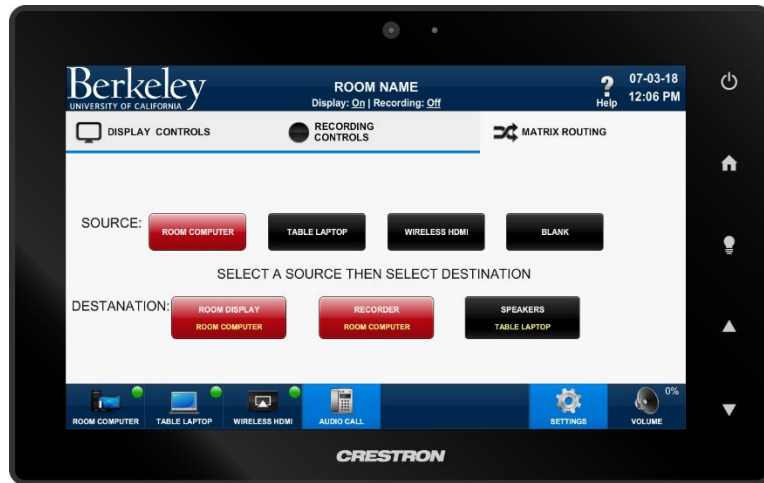 Berkeley
UNIVERSITY OF CALIFORNIA
ROOM NAME
Display: On | Recording: Off
?
Help
07-03-18
12:06 PM
DISPLAY CONTROLS
RECORDING
CONTROLS
MATRIX ROUTING
SOURCE:
ROOM COMPUTER
TABLE LAPTOP
WIRELESS HDMI
BLANK
SELECT A SOURCE THEN SELECT DESTINATION
DESTANATION:
ROOM DISPLAY
ROOM COMPUTER
RECORDER
ROOM COMPUTER
SPEAKERS
TABLE LAPTOP
ROOM COMPUTER
TABLE LAPTOP
WIRELESS HDMI
AUDIO CALL
SETTINGS
0%
VOLUME
CRESTRON